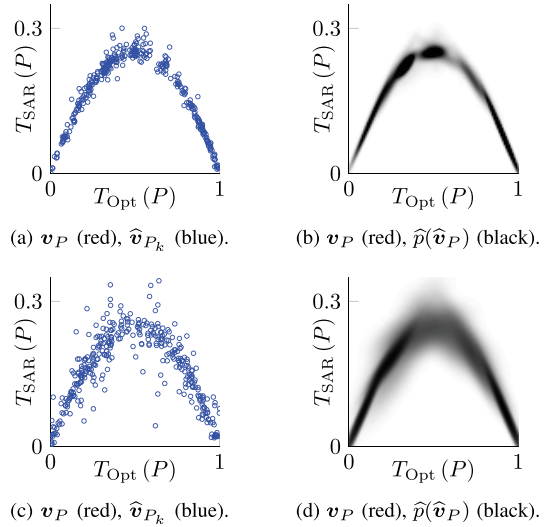 0.3
T_SAR (P)
0
0
1
T_Opt (P)
(a) v_P (red), v̂_{P_k} (blue).
0.3
T_SAR (P)
0
0
1
T_Opt (P)
(b) v_P (red), p̂(v̂_P) (black).
0.3
T_SAR (P)
0
0
1
T_Opt (P)
(c) v_P (red), v̂_{P_k} (blue).
0.3
T_SAR (P)
0
0
1
T_Opt (P)
(d) v_P (red), p̂(v̂_P) (black).